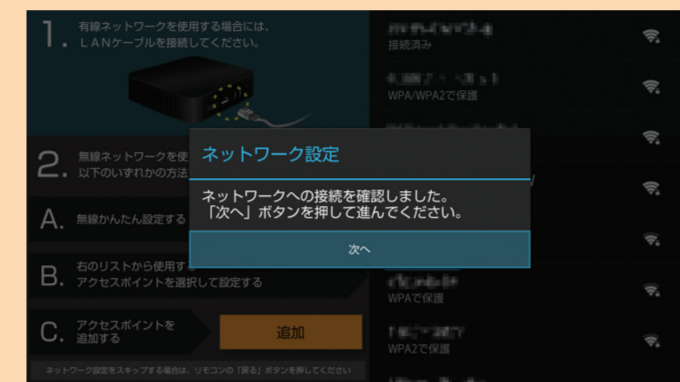 1.
有線ネットワークを使用する場合には、
LANケーブルを接続してください。
2.
無線ネットワークを使
以下のいずれかの方法
A.
無線かんたん設定する
B.
右のリストから使用す
アクセスポイントを選択して設定する
C.
アクセスポイントを
追加する
追加
ネットワーク設定をスキップする場合は、リモコンの「戻る」ボタンを押してください
接続済み
WPA/WPA2で保護
WPAで保護
WPA2で保護
ネットワーク設定
ネットワークへの接続を確認しました。
「次へ」ボタンを押して進んでください。
次へ